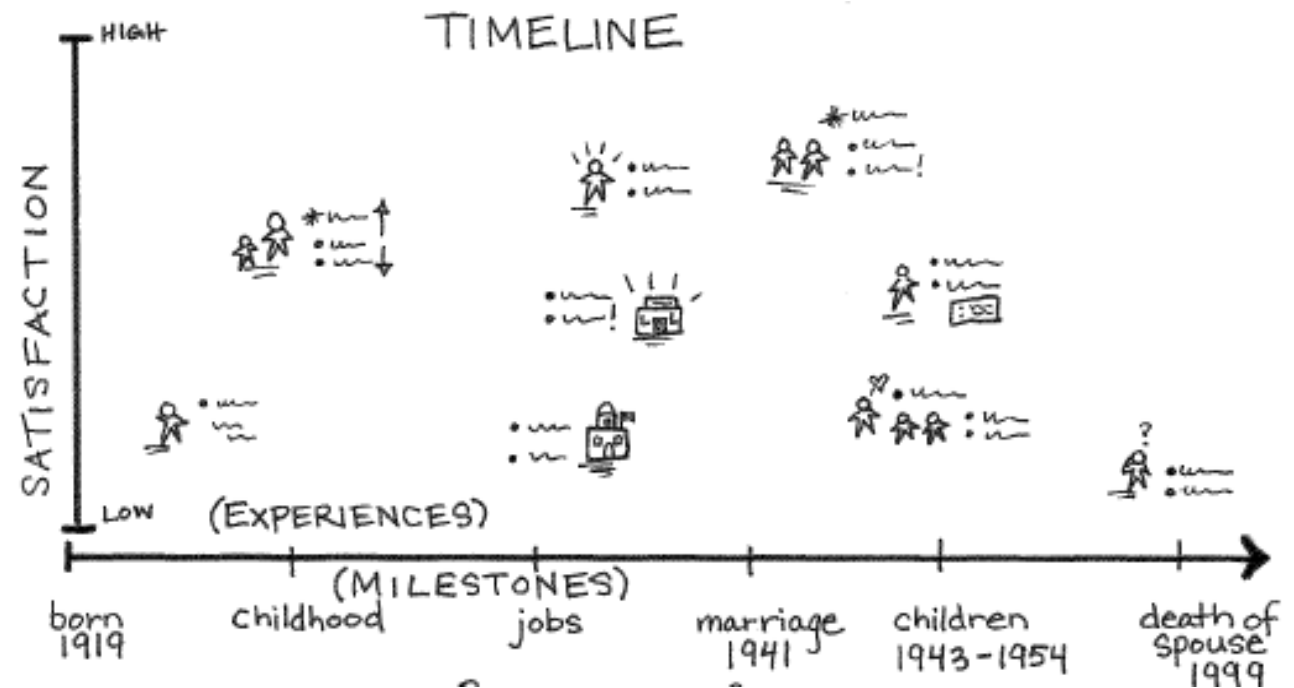 TIMELINE
HIGH
SATISFACTION
LOW
(EXPERIENCES)
(MILESTONES)
born
1919
childhood
jobs
marriage
1941
children
1943-1954
death of
spouse
1999